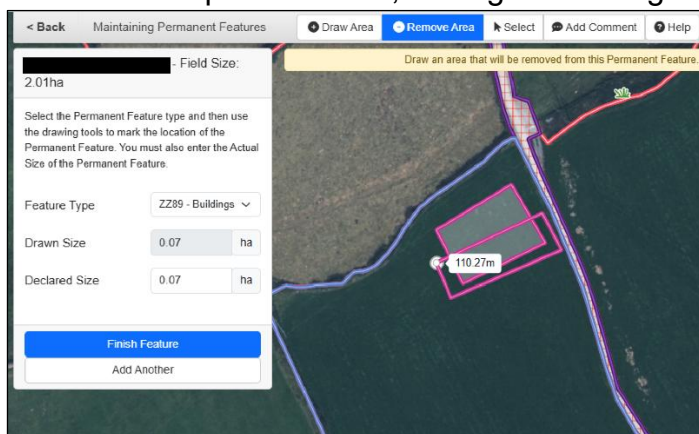 < Back Maintaining Permanent Features Draw Area Remove Area Select Add Comment Help
Draw an area that will be removed from this Permanent Feature.
- Field Size:
2.01ha
Select the Permanent Feature type and then use
the drawing tools to mark the location of the
Permanent Feature. You must also enter the Actual
Size of the Permanent Feature.
Feature Type ZZ89 - Buildings
Drawn Size 0.07 ha
Declared Size 0.07 ha
110.27m
Finish Feature
Add Another